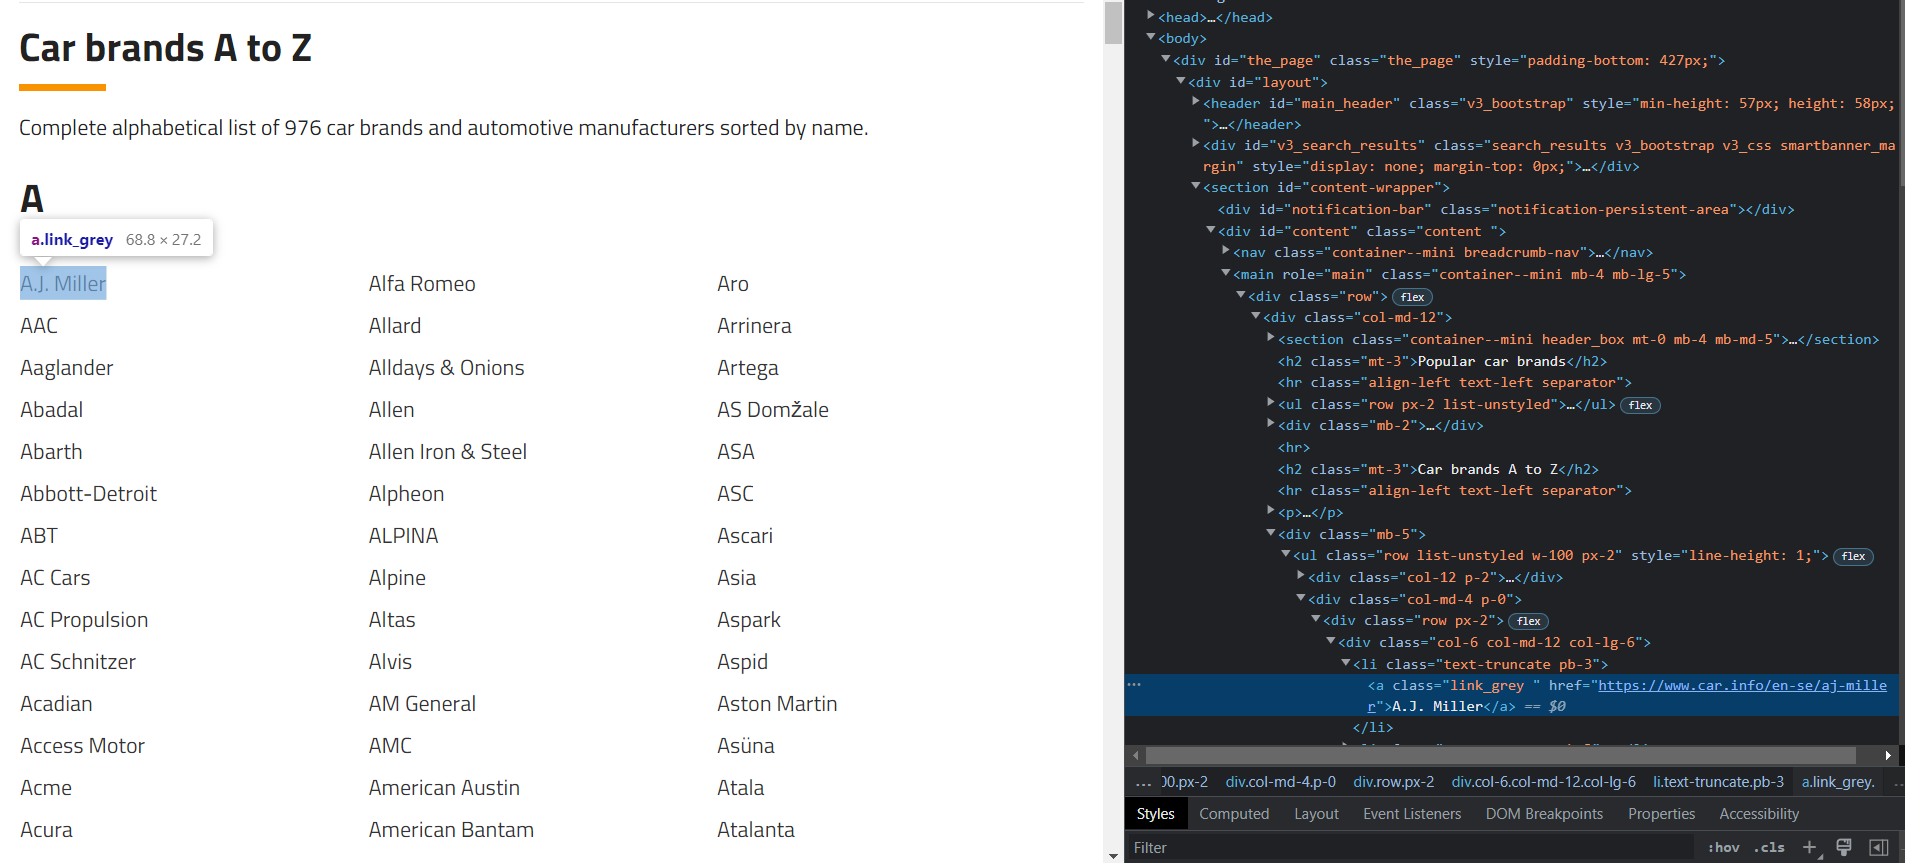 Car brands A to Z
Complete alphabetical list of 976 car brands and automotive manufacturers sorted by name.
A
a.link_grey 68.8 × 27.2
A.J. Miller
AAC
Aaglander
Abadal
Abarth
Abbott-Detroit
ABT
AC Cars
AC Propulsion
AC Schnitzer
Acadian
Access Motor
Acme
Acura
Alfa Romeo
Allard
Alldays & Onions
Allen
Allen Iron & Steel
Alpheon
ALPINA
Alpine
Altas
Alvis
AM General
AMC
American Austin
American Bantam
Aro
Arrinera
Artega
AS Domžale
ASA
ASC
Ascari
Asia
Aspark
Aspid
Aston Martin
Asüna
Atala
Atalanta
<head>…</head>
<body>
<div id="the_page" class="the_page" style="padding-bottom: 427px;">
<div id="layout">
<header id="main_header" class="v3_bootstrap" style="min-height: 57px; height: 58px;
">…</header>
<div id="v3_search_results" class="search_results v3_bootstrap v3_css smartbanner_ma
rgin" style="display: none; margin-top: 0px;">…</div>
<section id="content-wrapper">
<div id="notification-bar" class="notification-persistent-area"></div>
<div id="content" class="content ">
<nav class="container--mini breadcrumb-nav">…</nav>
<main role="main" class="container--mini mb-4 mb-lg-5">
<div class="row"> flex
<div class="col-md-12">
<section class="container--mini header_box mt-0 mb-4 mb-md-5">…</section>
<h2 class="mt-3">Popular car brands</h2>
<hr class="align-left text-left separator">
<ul class="row px-2 list-unstyled">…</ul> flex
<div class="mb-2">…</div>
<hr>
<h2 class="mt-3">Car brands A to Z</h2>
<hr class="align-left text-left separator">
<p>…</p>
<div class="mb-5">
<ul class="row list-unstyled w-100 px-2" style="line-height: 1;"> flex
<div class="col-12 p-2">…</div>
<div class="col-md-4 p-0">
<div class="row px-2"> flex
<div class="col-6 col-md-12 col-lg-6">
<li class="text-truncate pb-3">
<a class="link_grey " href="https://www.car.info/en-se/aj-mille
r">A.J. Miller</a> == $0
</li>
… 00.px-2 div.col-md-4.p-0 div.row.px-2 div.col-6.col-md-12.col-lg-6 li.text-truncate.pb-3 a.link_grey.
Styles Computed Layout Event Listeners DOM Breakpoints Properties Accessibility
Filter :hov .cls +